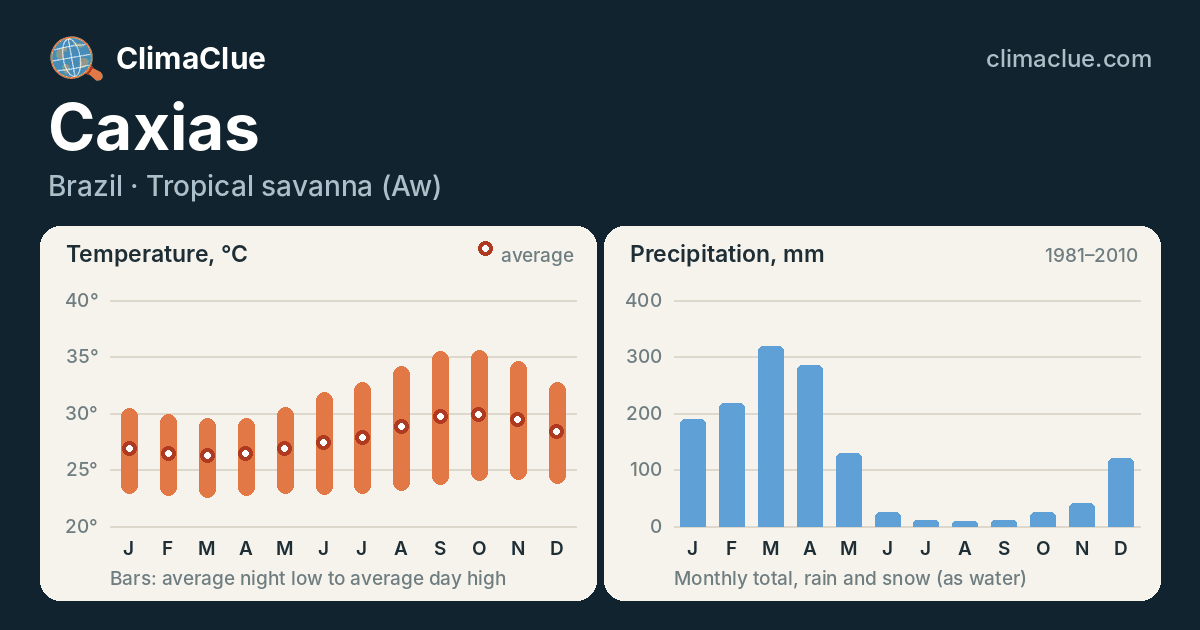 ClimaClue
climaclue.com
Caxias
Brazil · Tropical savanna (Aw)
Temperature, °C
average
40°
35°
30°
25°
20°
J F M A M J J A S O N D
Bars: average night low to average day high
Precipitation, mm
1981–2010
400
300
200
100
0
J F M A M J J A S O N D
Monthly total, rain and snow (as water)